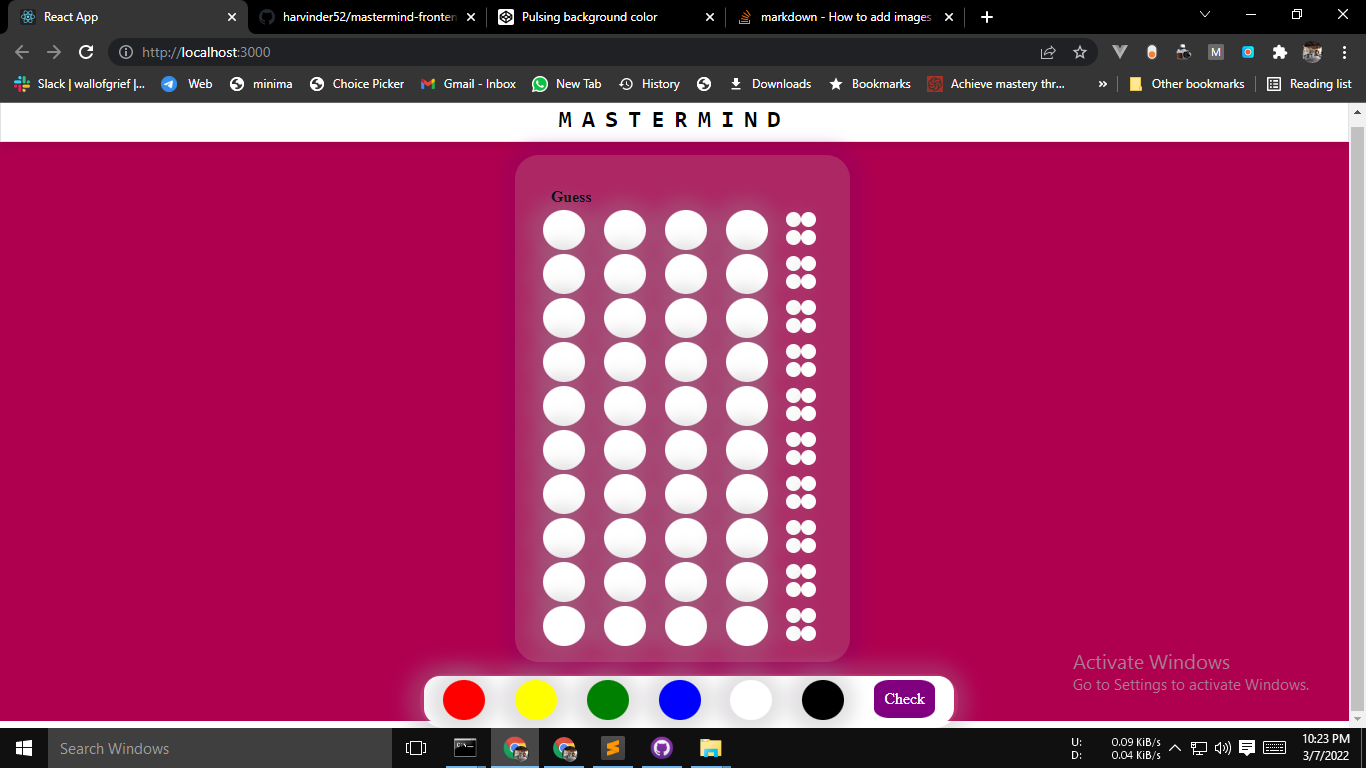 React App
harvinder52/mastermind-fronten
Pulsing background color
markdown - How to add images
http://localhost:3000
M
Slack | wallofgrief |...
Web
minima
Choice Picker
Gmail - Inbox
New Tab
History
Downloads
Bookmarks
Achieve mastery thr...
»
Other bookmarks
Reading list
MASTERMIND
Guess
Activate Windows
Go to Settings to activate Windows.
Check
Search Windows
U: 0.09 KiB/s
D: 0.04 KiB/s
10:23 PM
3/7/2022